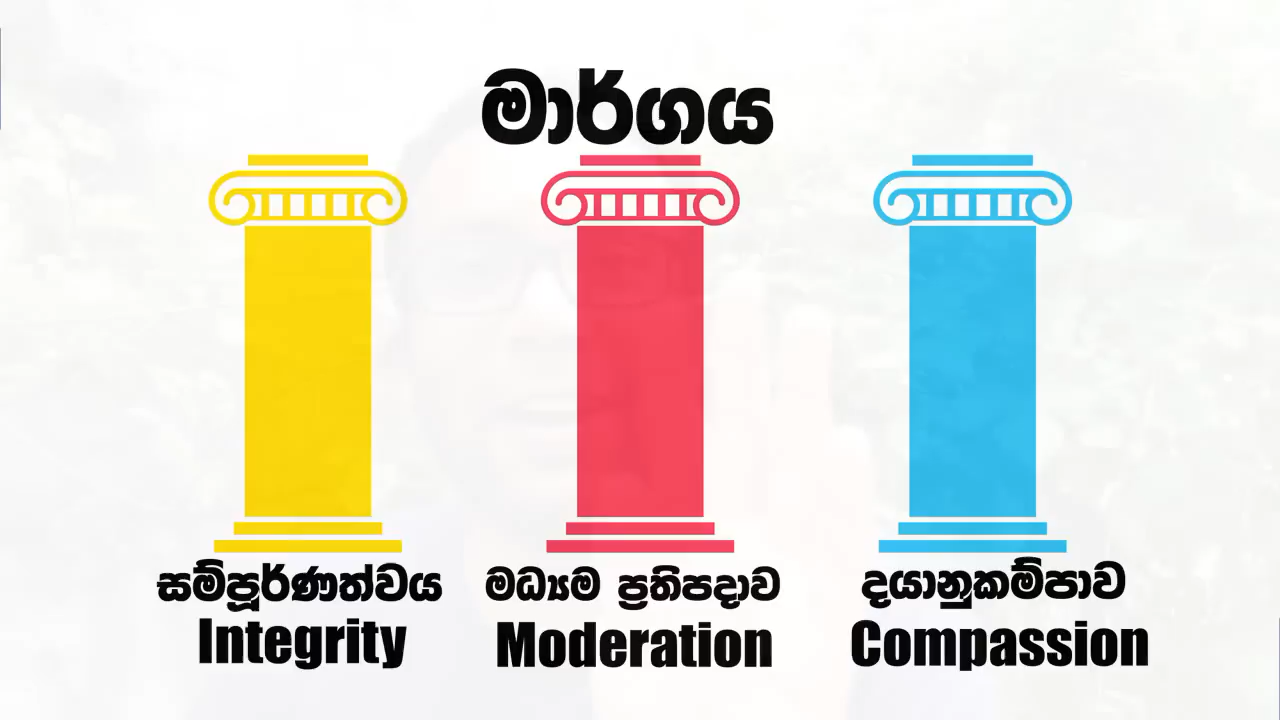 මාර්ගය
සම්පූර්ණත්වය
Integrity
මධ්‍යම ප්‍රතිපදාව
Moderation
දයානුකම්පාව
Compassion